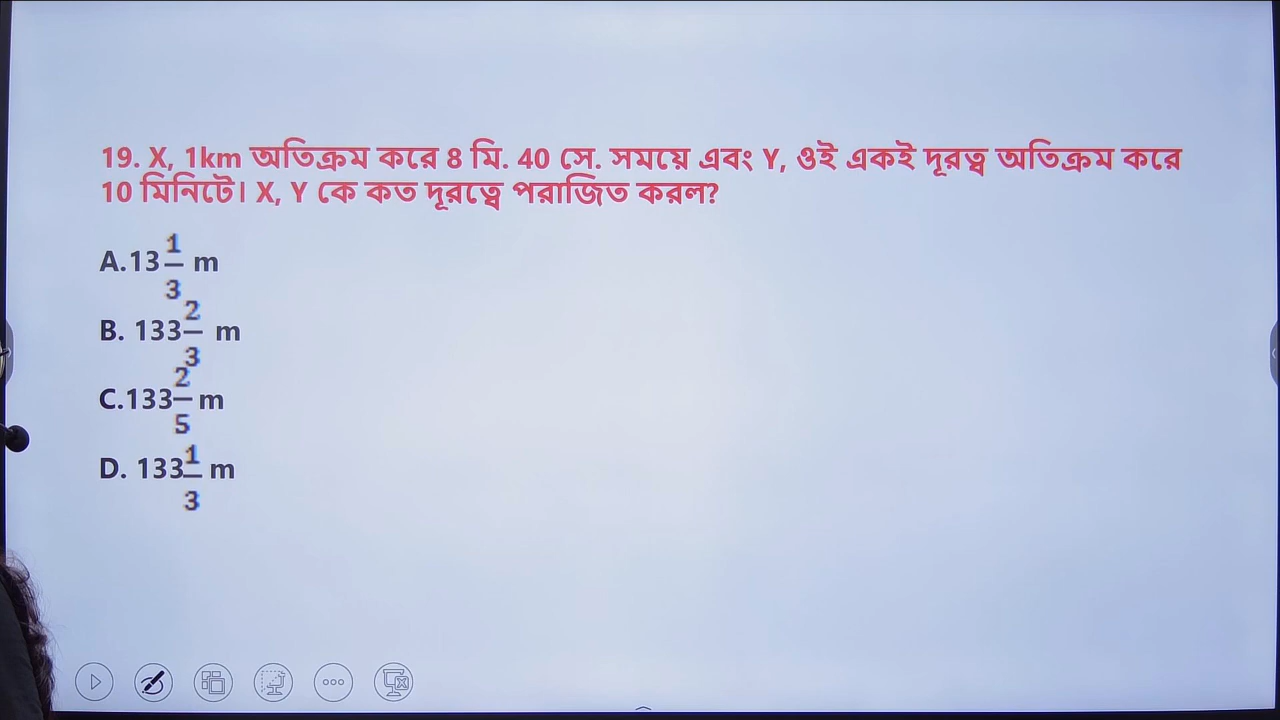 19. X, 1km অতিক্রম করে 8 মি. 40 সে. সময়ে এবং Y, ওই একই দূরত্ব অতিক্রম করে
10 মিনিটে। X, Y কে কত দূরত্বে পরাজিত করল?
A.13 1/3 m
B. 133 2/3 m
C.133 2/5 m
D. 133 1/3 m